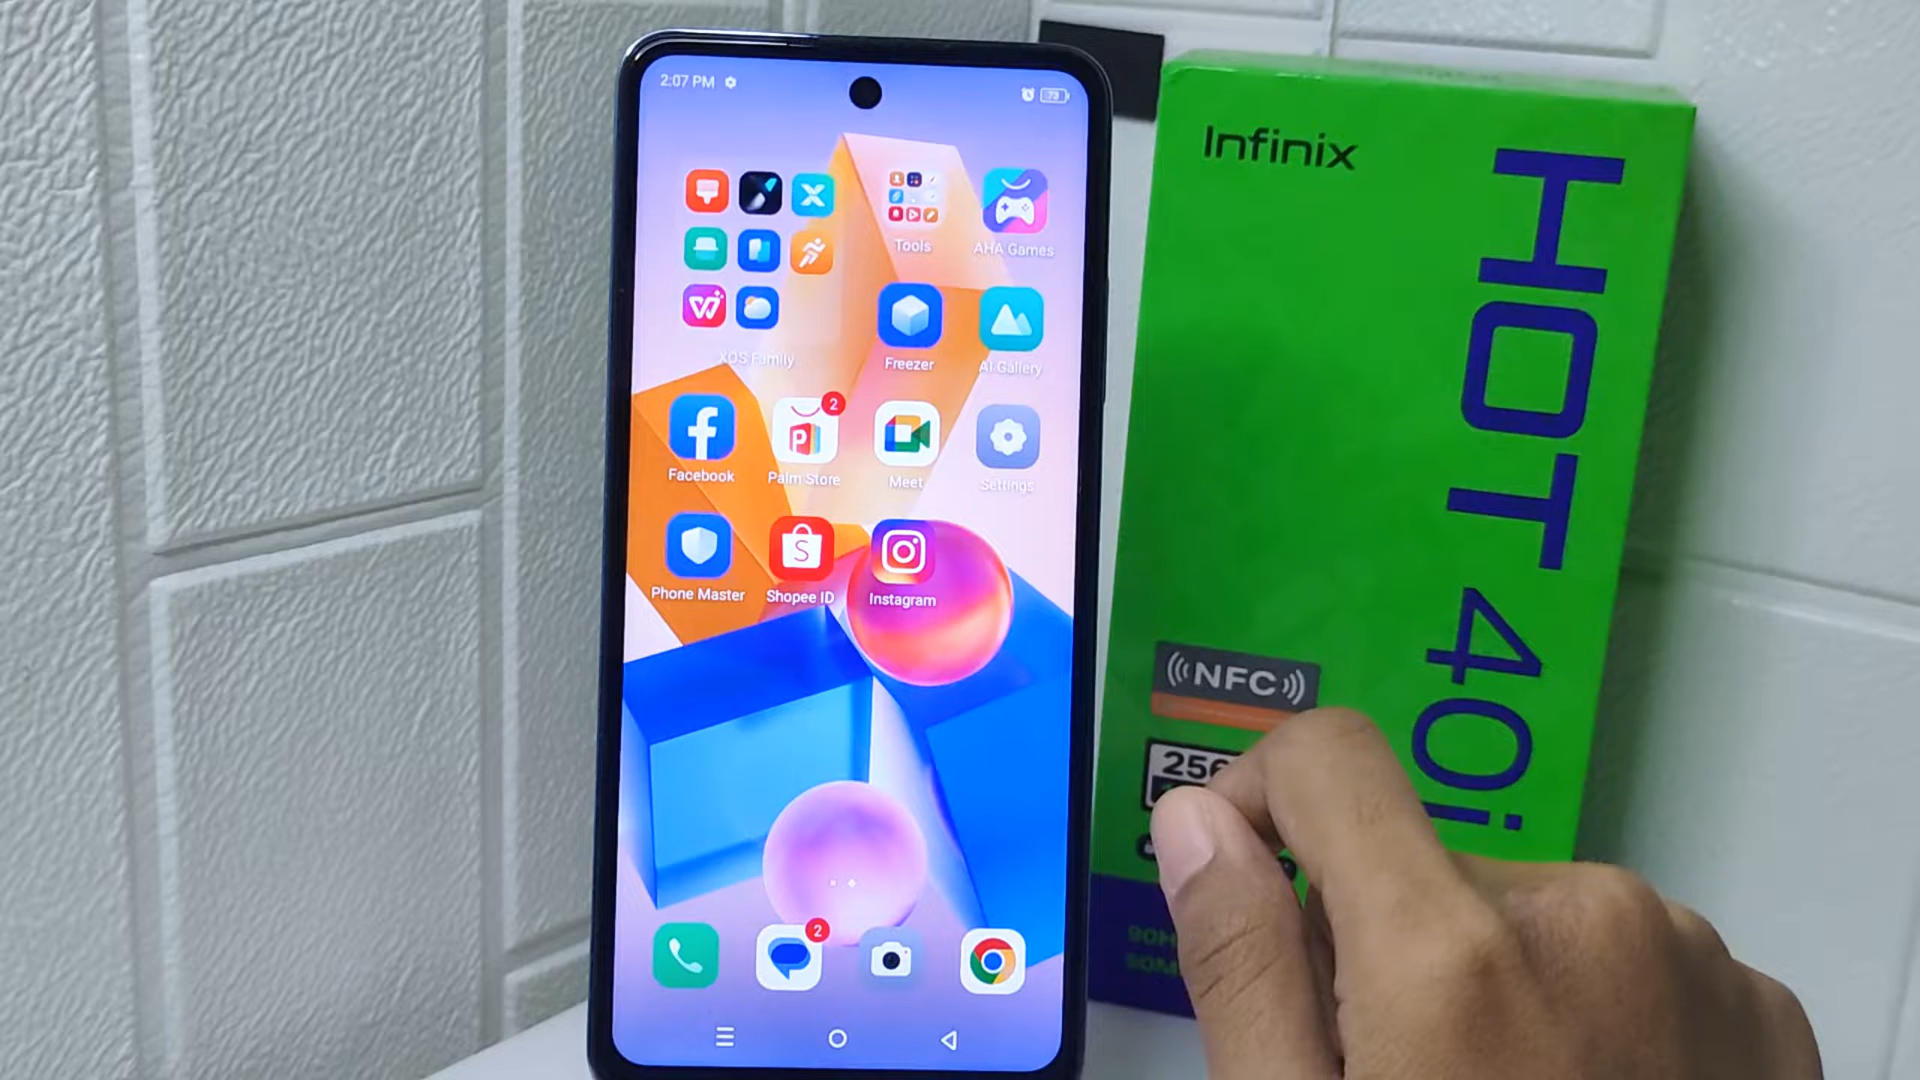 2:07 PM
73
Tools
AHA Games
XOS Family
Freezer
AI Gallery
2
Facebook
Palm Store
Meet
Settings
Phone Master
Shopee ID
Instagram
2
Infinix
HOT 40i
NFC
256